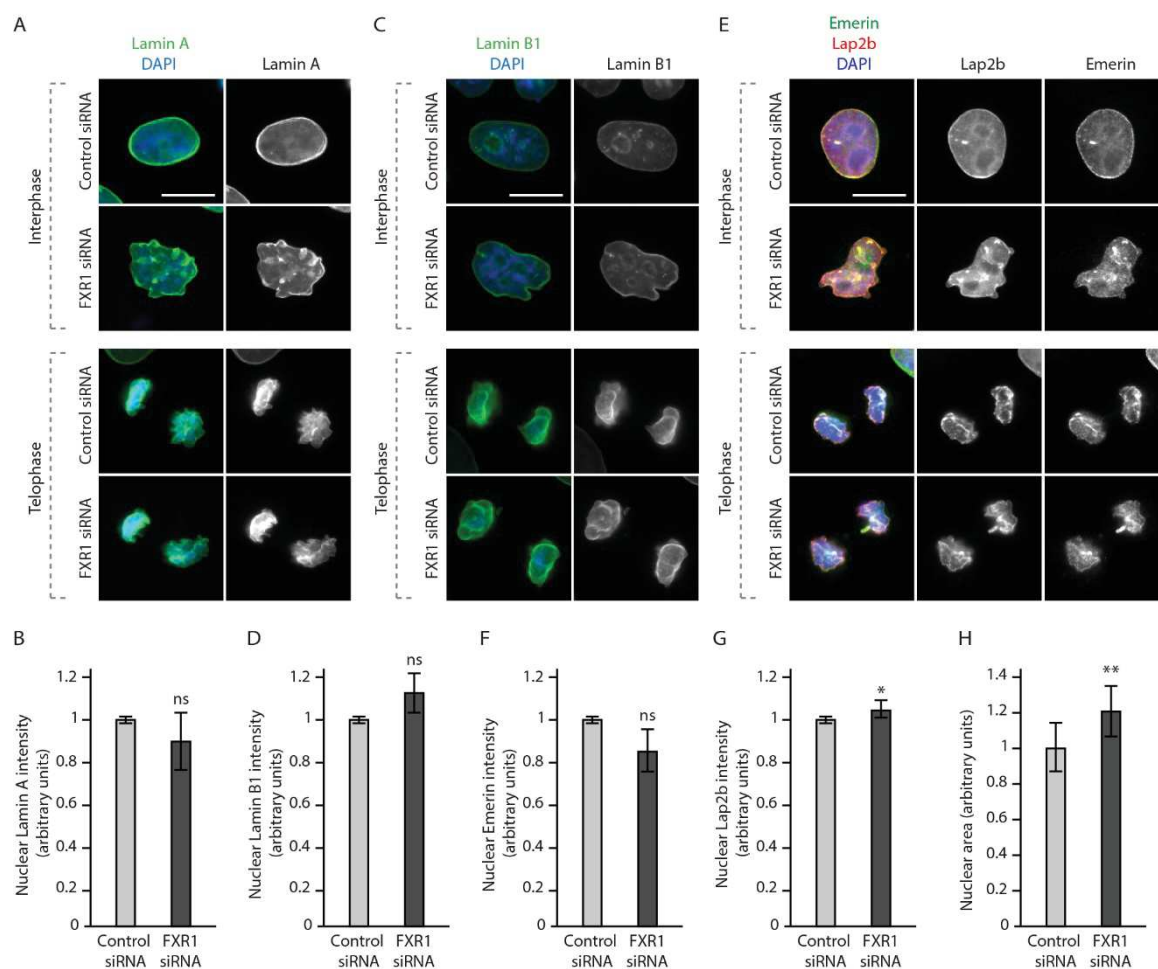 A
Lamin A
DAPI
Lamin A
Interphase
Control siRNA
FXR1 siRNA
Telophase
Control siRNA
FXR1 siRNA
C
Lamin B1
DAPI
Lamin B1
Interphase
Control siRNA
FXR1 siRNA
Telophase
Control siRNA
FXR1 siRNA
E
Emerin
Lap2b
DAPI
Lap2b
Emerin
Interphase
Control siRNA
FXR1 siRNA
Telophase
Control siRNA
FXR1 siRNA
B
Nuclear Lamin A intensity
(arbitrary units)
1.2
1
0.8
0.6
0.4
0.2
0
ns
Control
siRNA
FXR1
siRNA
D
Nuclear Lamin B1 intensity
(arbitrary units)
1.2
1
0.8
0.6
0.4
0.2
0
ns
Control
siRNA
FXR1
siRNA
F
Nuclear Emerin intensity
(arbitrary units)
1.2
1
0.8
0.6
0.4
0.2
0
ns
Control
siRNA
FXR1
siRNA
G
Nuclear Lap2b intensity
(arbitrary units)
1.2
1
0.8
0.6
0.4
0.2
0
*
Control
siRNA
FXR1
siRNA
H
Nuclear area (arbitrary units)
1.4
1.2
1
0.8
0.6
0.4
0.2
0
**
Control
siRNA
FXR1
siRNA